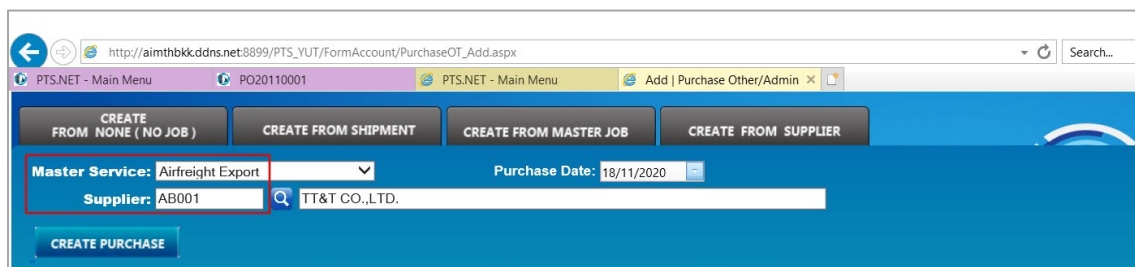 http://aimthbkk.ddns.net:8899/PTS_YUT/FormAccount/PurchaseOT_Add.aspx Search...
PTS.NET - Main Menu PO20110001 PTS.NET - Main Menu Add | Purchase Other/Admin
CREATE
FROM NONE ( NO JOB ) CREATE FROM SHIPMENT CREATE FROM MASTER JOB CREATE FROM SUPPLIER
Master Service: Airfreight Export Purchase Date: 18/11/2020
Supplier: AB001 TT&T CO.,LTD.
CREATE PURCHASE